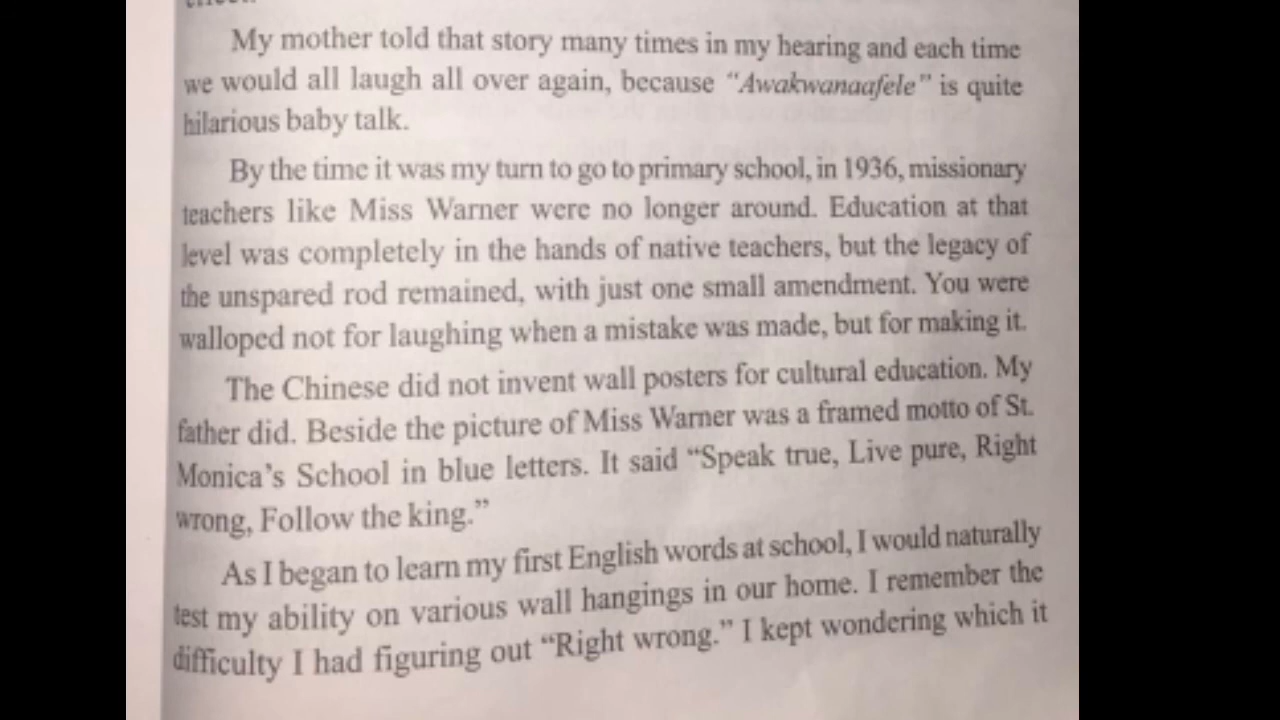 My mother told that story many times in my hearing and each time
we would all laugh all over again, because “Awakwanaafele” is quite
hilarious baby talk.
By the time it was my turn to go to primary school, in 1936, missionary
teachers like Miss Warner were no longer around. Education at that
level was completely in the hands of native teachers, but the legacy of
the unspared rod remained, with just one small amendment. You were
walloped not for laughing when a mistake was made, but for making it.
The Chinese did not invent wall posters for cultural education. My
father did. Beside the picture of Miss Warner was a framed motto of St.
Monica’s School in blue letters. It said “Speak true, Live pure, Right
wrong, Follow the king.”
As I began to learn my first English words at school, I would naturally
test my ability on various wall hangings in our home. I remember the
difficulty I had figuring out “Right wrong.” I kept wondering which it